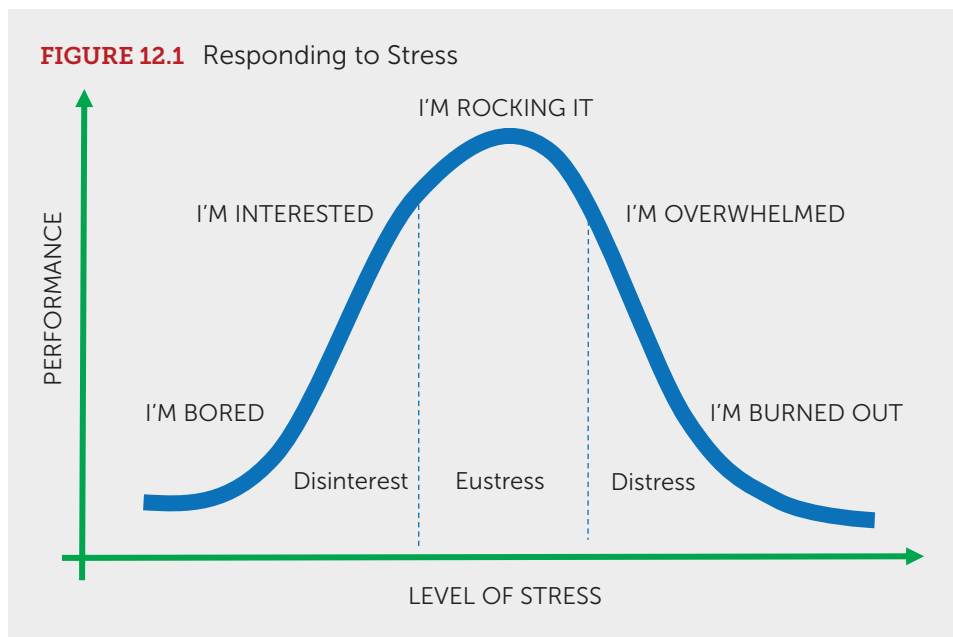 FIGURE 12.1 Responding to Stress
I’M ROCKING IT
I’M INTERESTED
I’M OVERWHELMED
PERFORMANCE
I’M BORED
I’M BURNED OUT
Disinterest
Eustress
Distress
LEVEL OF STRESS